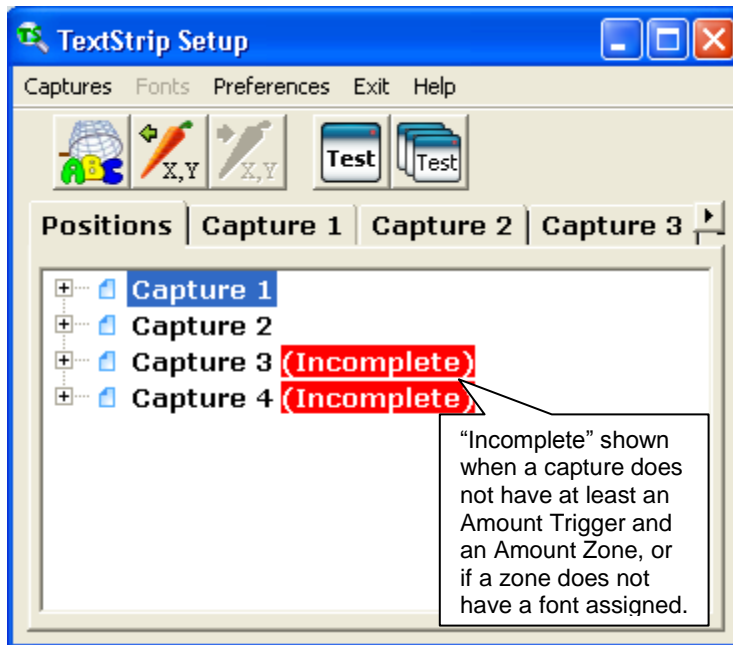 TS TextStrip Setup
Captures Fonts Preferences Exit Help
ABC X,Y X,Y Test Test
Positions Capture 1 Capture 2 Capture 3
Capture 1
Capture 2
Capture 3 (Incomplete)
Capture 4 (Incomplete)
“Incomplete” shown
when a capture does
not have at least an
Amount Trigger and
an Amount Zone, or
if a zone does not
have a font assigned.